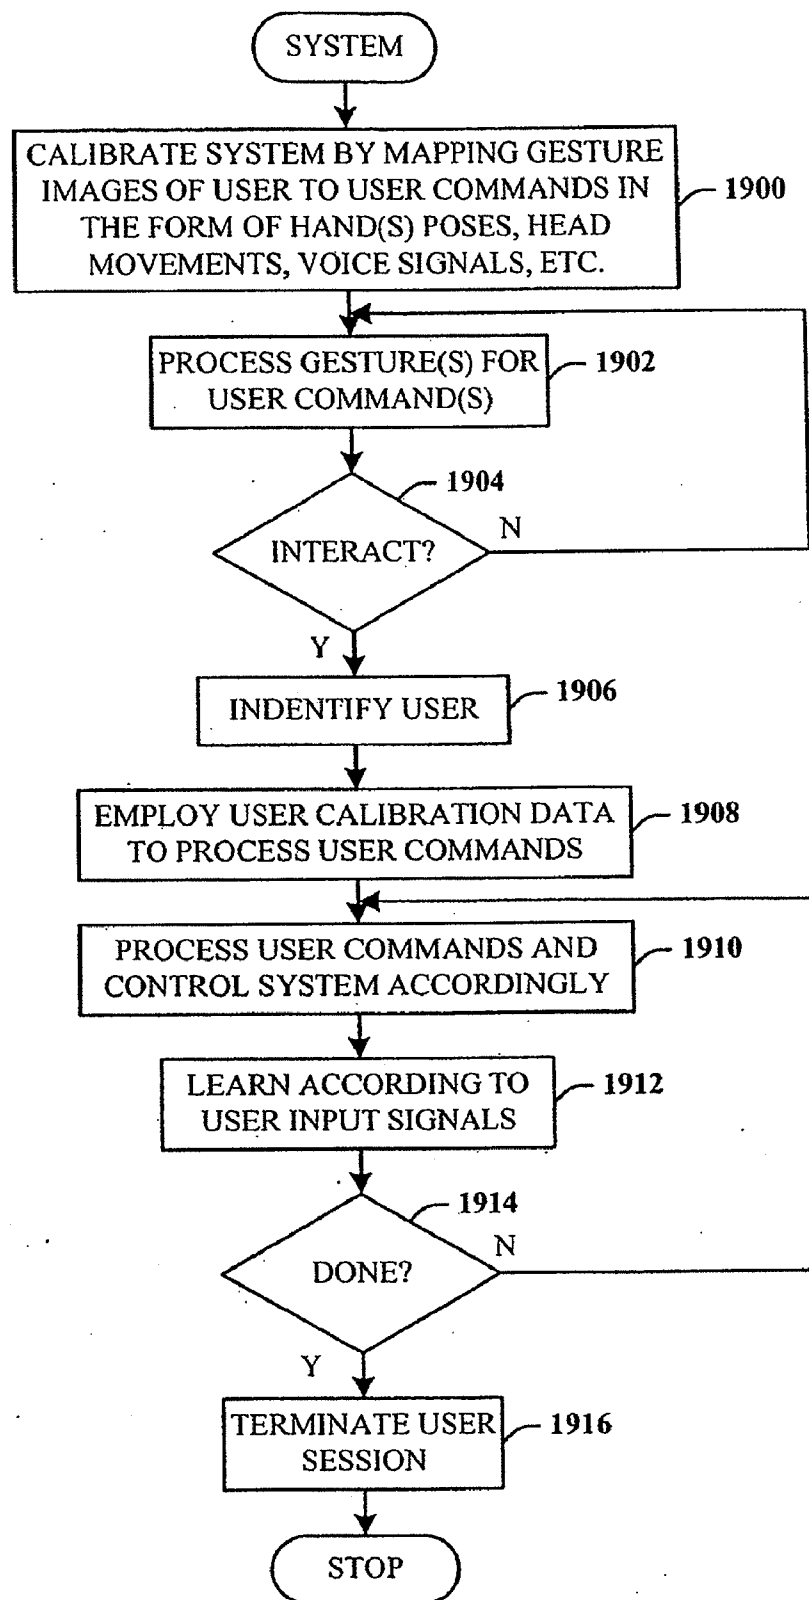 SYSTEM
CALIBRATE SYSTEM BY MAPPING GESTURE
IMAGES OF USER TO USER COMMANDS IN
THE FORM OF HAND(S) POSES, HEAD
MOVEMENTS, VOICE SIGNALS, ETC.
1900
PROCESS GESTURE(S) FOR
USER COMMAND(S)
1902
1904
INTERACT?
N
Y
INDENTIFY USER
1906
EMPLOY USER CALIBRATION DATA
TO PROCESS USER COMMANDS
1908
PROCESS USER COMMANDS AND
CONTROL SYSTEM ACCORDINGLY
1910
LEARN ACCORDING TO
USER INPUT SIGNALS
1912
1914
DONE?
N
Y
TERMINATE USER
SESSION
1916
STOP